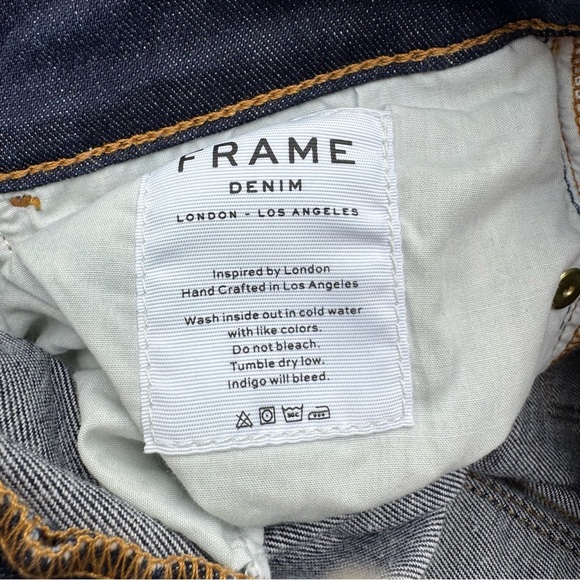 FRAME
DENIM
LONDON - LOS ANGELES
Inspired by London
Hand Crafted in Los Angeles
Wash inside out in cold water
with like colors.
Do not bleach.
Tumble dry low.
Indigo will bleed.